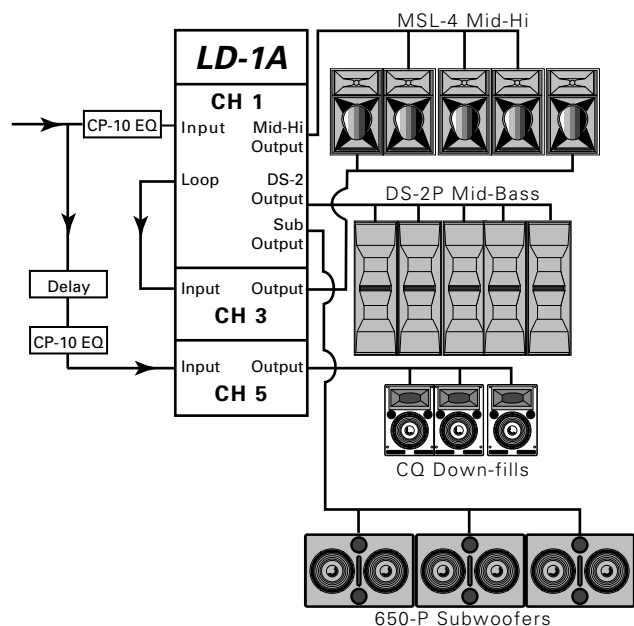 MSL-4 Mid-Hi
LD-1A
CH 1
CP-10 EQ
Input
Mid-Hi
Output
Loop
DS-2
Output
DS-2P Mid-Bass
Sub
Output
Delay
Input
Output
CH 3
CP-10 EQ
Input
Output
CH 5
CQ Down-fills
650-P Subwoofers